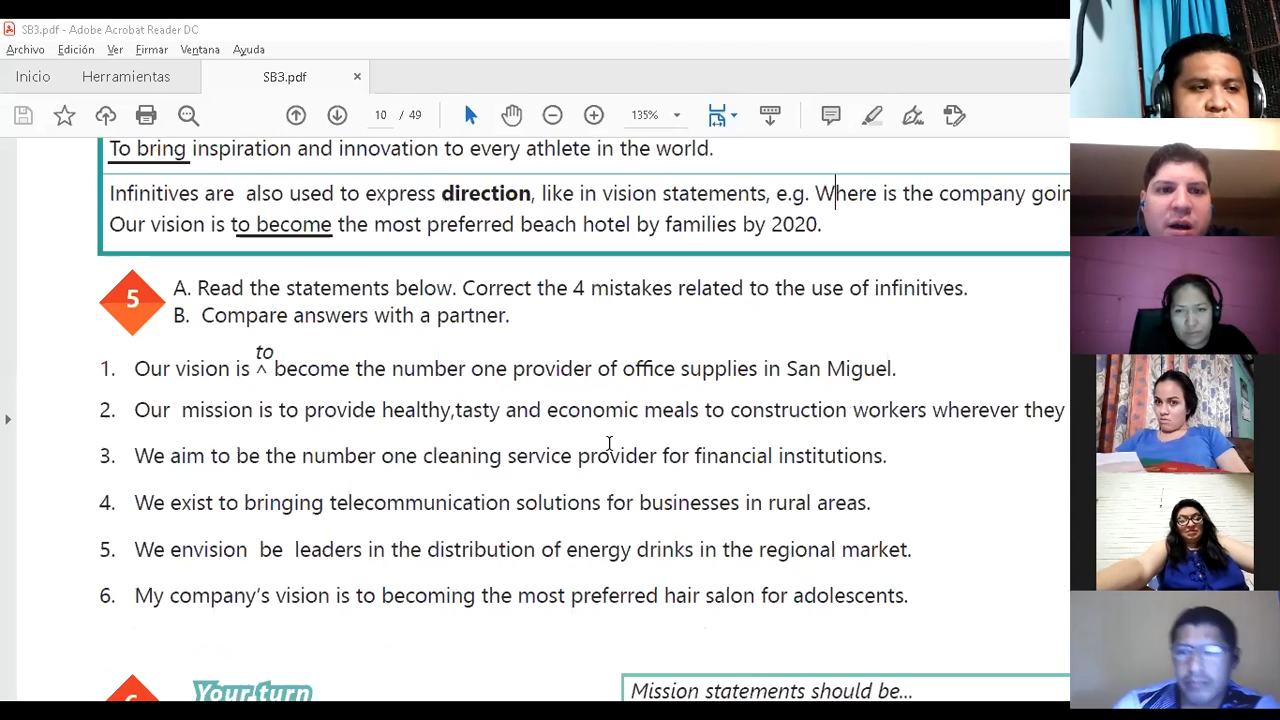 SB3.pdf - Adobe Acrobat Reader DC
Archivo Edición Ver Firmar Ventana Ayuda
Inicio Herramientas SB3.pdf ×
10 / 49 135%
To bring inspiration and innovation to every athlete in the world.
Infinitives are also used to express direction, like in vision statements, e.g. Where is the company goin
Our vision is to become the most preferred beach hotel by families by 2020.
5 A. Read the statements below. Correct the 4 mistakes related to the use of infinitives.
B. Compare answers with a partner.
to
1. Our vision is ^ become the number one provider of office supplies in San Miguel.
2. Our mission is to provide healthy,tasty and economic meals to construction workers wherever they
3. We aim to be the number one cleaning service provider for financial institutions.
4. We exist to bringing telecommunication solutions for businesses in rural areas.
5. We envision be leaders in the distribution of energy drinks in the regional market.
6. My company's vision is to becoming the most preferred hair salon for adolescents.
Your turn
Mission statements should be...